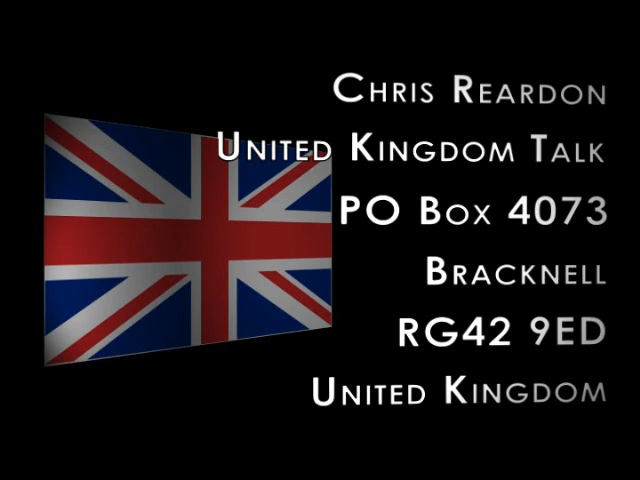 Chris Reardon
United Kingdom Talk
PO Box 4073
Bracknell
RG42 9ED
United Kingdom